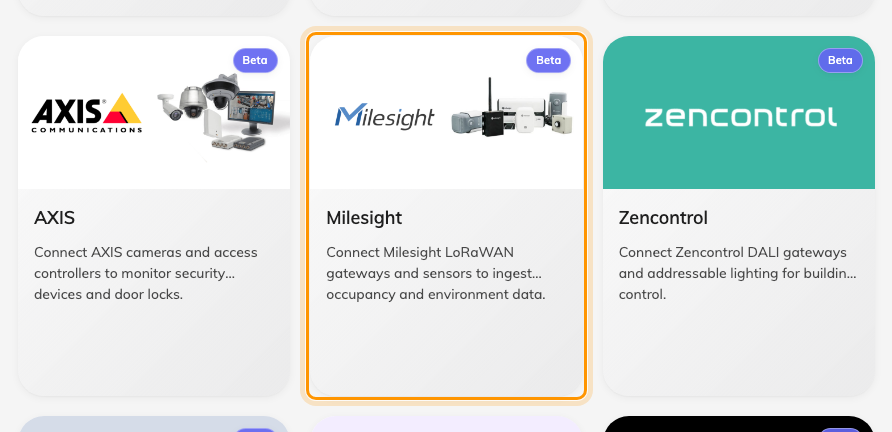 Beta
AXIS
COMMUNICATIONS
AXIS
Connect AXIS cameras and access
controllers to monitor security...
devices and door locks.
Beta
Milesight
Milesight
Connect Milesight LoRaWAN
gateways and sensors to ingest...
occupancy and environment data.
Beta
zencontrol
Zencontrol
Connect Zencontrol DALI gateways
and addressable lighting for buildin...
control.